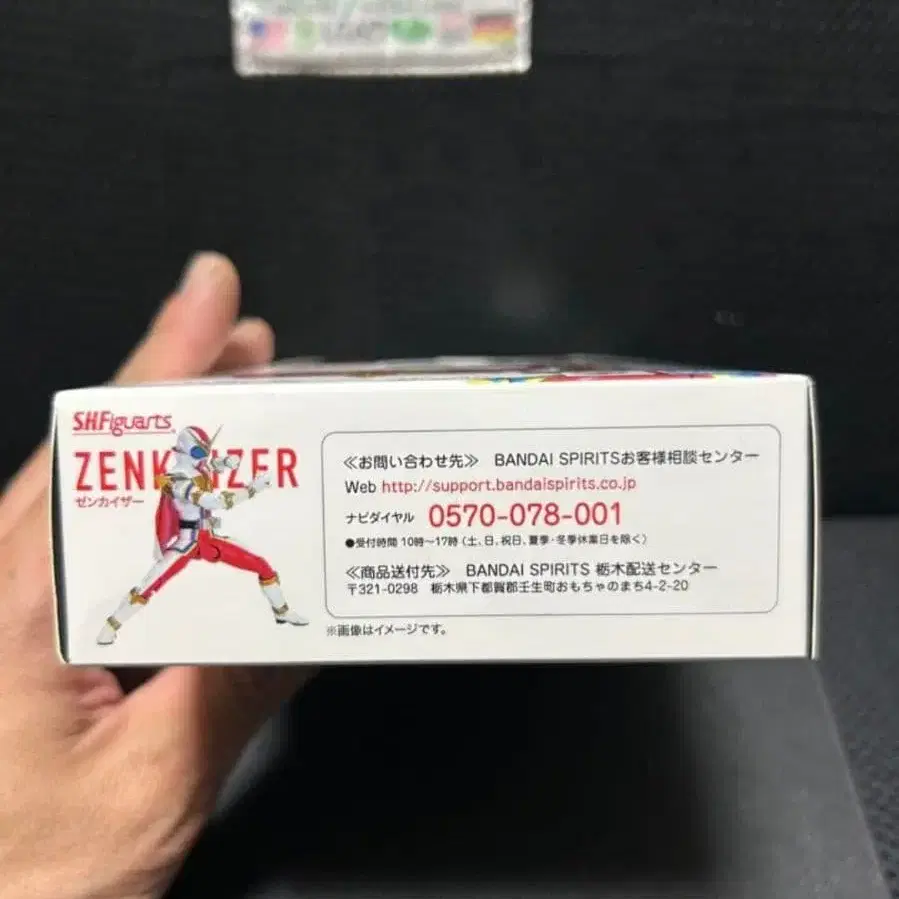 S.H.Figuarts
ZENKAIZER
ゼンカイザー
≪お問い合わせ先≫ BANDAI SPIRITSお客様相談センター
Web http://support.bandaispirits.co.jp
ナビダイヤル 0570-078-001
●受付時間 10時～17時（土、日、祝日、夏季・冬季休業日を除く）
≪商品送付先≫ BANDAI SPIRITS 栃木配送センター
〒321-0298 栃木県下都賀郡壬生町おもちゃのまち4-2-20
※画像はイメージです。